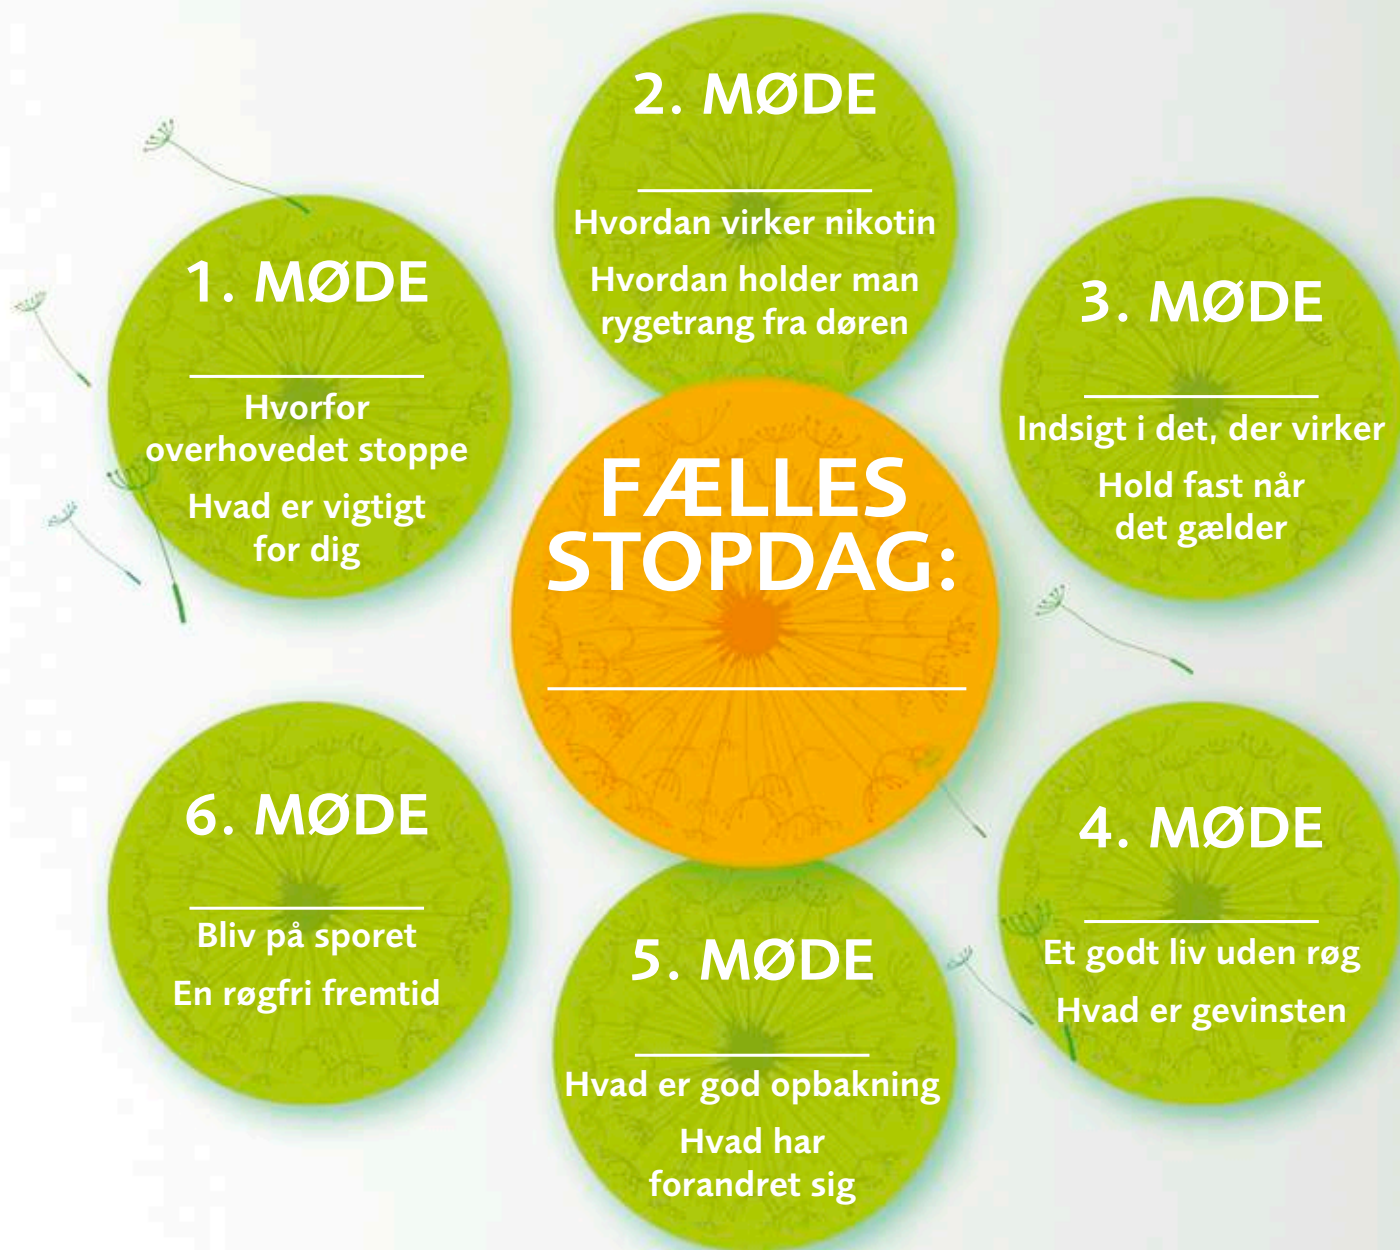 1. MØDE
Hvorfor
overhovedet stoppe
Hvad er vigtigt
for dig
2. MØDE
Hvordan virker nikotin
Hvordan holder man
rygetrang fra døren
3. MØDE
Indsigt i det, der virker
Hold fast når
det gælder
FÆLLES
STOPDAG:
4. MØDE
Et godt liv uden røg
Hvad er gevinsten
5. MØDE
Hvad er god opbakning
Hvad har
forandret sig
6. MØDE
Bliv på sporet
En røgfri fremtid